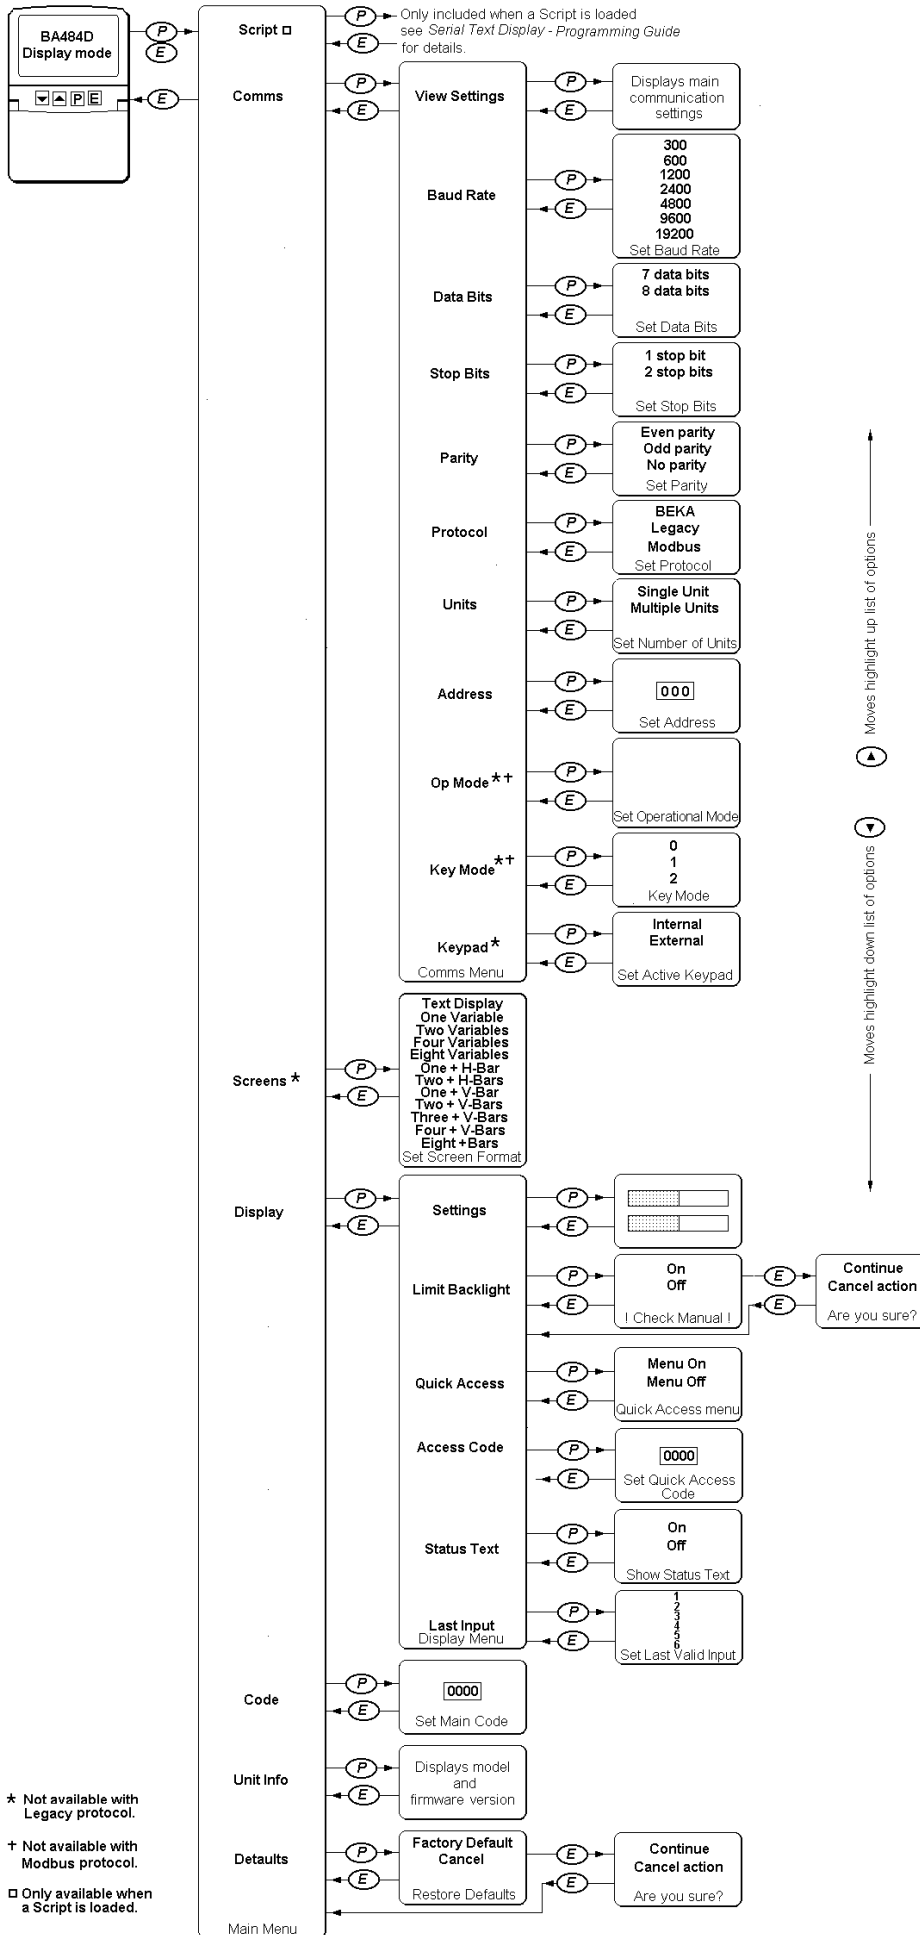 BA484D
Display mode
P
E
P
E
E
Script □
P
E
Only included when a Script is loaded
see Serial Text Display - Programming Guide
for details.
Comms
P
E
View Settings
P
E
Displays main
communication
settings
Baud Rate
P
E
300
600
1200
2400
4800
9600
19200
Set Baud Rate
Data Bits
P
E
7 data bits
8 data bits
Set Data Bits
Stop Bits
P
E
1 stop bit
2 stop bits
Set Stop Bits
Parity
P
E
Even parity
Odd parity
No parity
Set Parity
Protocol
P
E
BEKA
Legacy
Modbus
Set Protocol
Units
P
E
Single Unit
Multiple Units
Set Number of Units
Address
P
E
000
Set Address
Op Mode *†
P
E
Set Operational Mode
Key Mode *†
P
E
0
1
2
Key Mode
Keypad *
P
E
Internal
External
Set Active Keypad
Comms Menu
Moves highlight up list of options
Moves highlight down list of options
Screens *
P
E
Text Display
One Variable
Two Variables
Four Variables
Eight Variables
One + H-Bar
Two + H-Bars
One + V-Bar
Two + V-Bars
Three + V-Bars
Four + V-Bars
Eight +Bars
Set Screen Format
Display
P
E
Settings
P
E
Limit Backlight
P
E
On
Off
! Check Manual !
E
E
Continue
Cancel action
Are you sure?
Quick Access
P
E
Menu On
Menu Off
Quick Access menu
Access Code
P
E
0000
Set Quick Access
Code
Status Text
P
E
On
Off
Show Status Text
Last Input
P
E
1
2
3
4
5
6
Set Last Valid Input
Display Menu
Code
P
E
0000
Set Main Code
Unit Info
P
E
Displays model
and
firmware version
Defaults
P
E
Factory Default
Cancel
Restore Defaults
E
E
Continue
Cancel action
Are you sure?
Main Menu
* Not available with
Legacy protocol.
† Not available with
Modbus protocol.
□ Only available when
a Script is loaded.